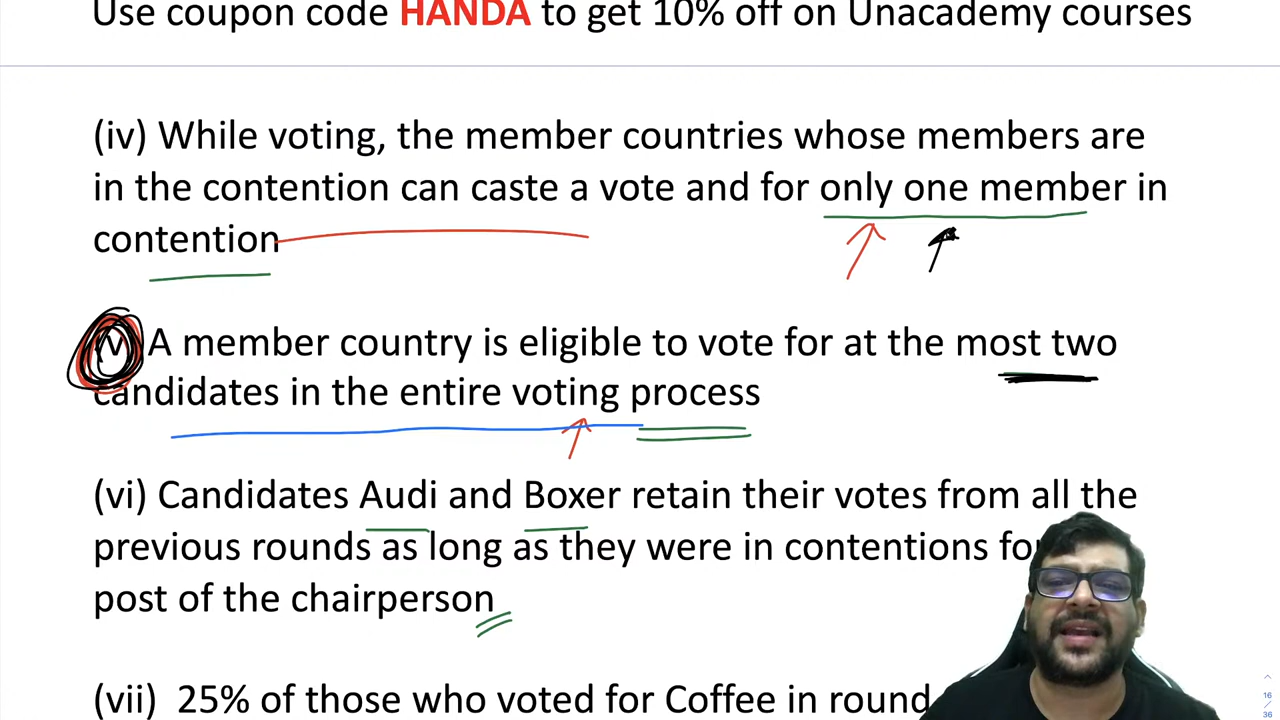 Use coupon code HANDA to get 10% off on Unacademy courses
(iv) While voting, the member countries whose members are
in the contention can caste a vote and for only one member in
contention
(v) A member country is eligible to vote for at the most two
candidates in the entire voting process
(vi) Candidates Audi and Boxer retain their votes from all the
previous rounds as long as they were in contentions
post of the chairperson
(vii) 25% of those who voted for Coffee in round
16
/
36